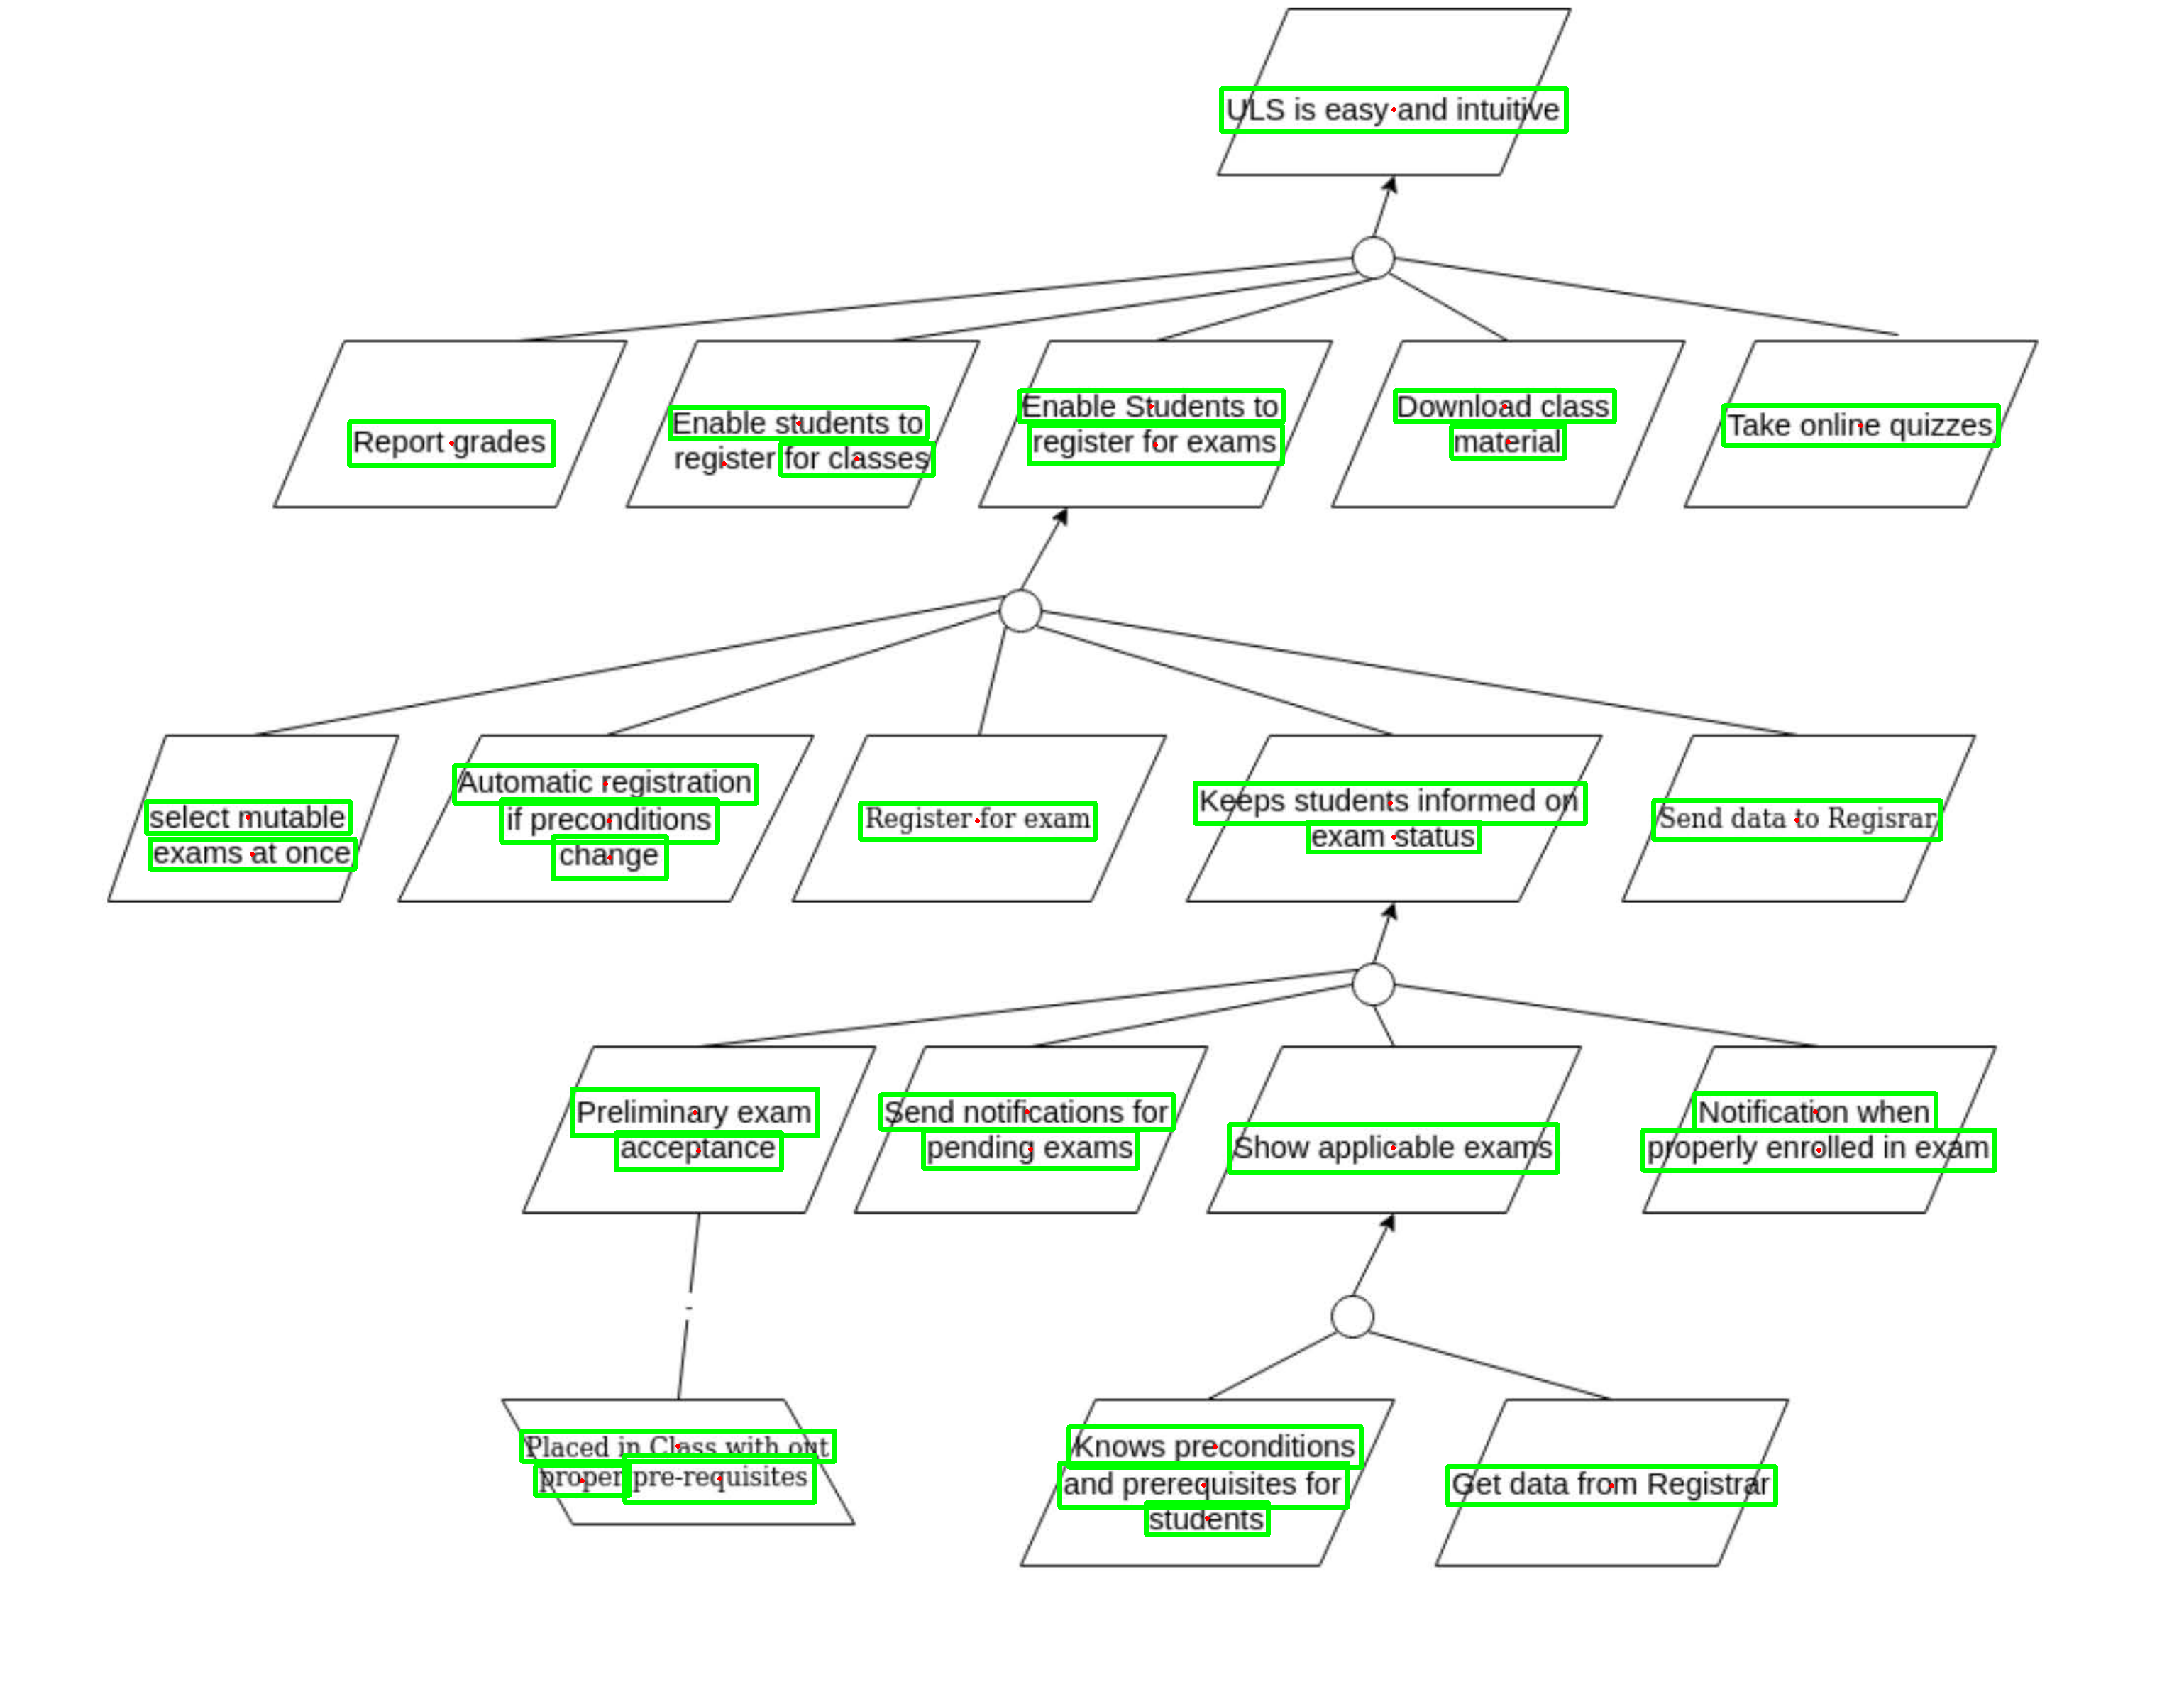 ULS is easy and intuitive
Report grades
Enable students to
register for classes
Enable Students to
register for exams
Download class
material
Take online quizzes
select mutable
exams at once
Automatic registration
if preconditions
change
Register for exam
Keeps students informed on
exam status
Send data to Regisrar
Preliminary exam
acceptance
Send notifications for
pending exams
Show applicable exams
Notification when
properly enrolled in exam
-
Placed in Class with out
proper pre-requisites
Knows preconditions
and prerequisites for
students
Get data from Registrar